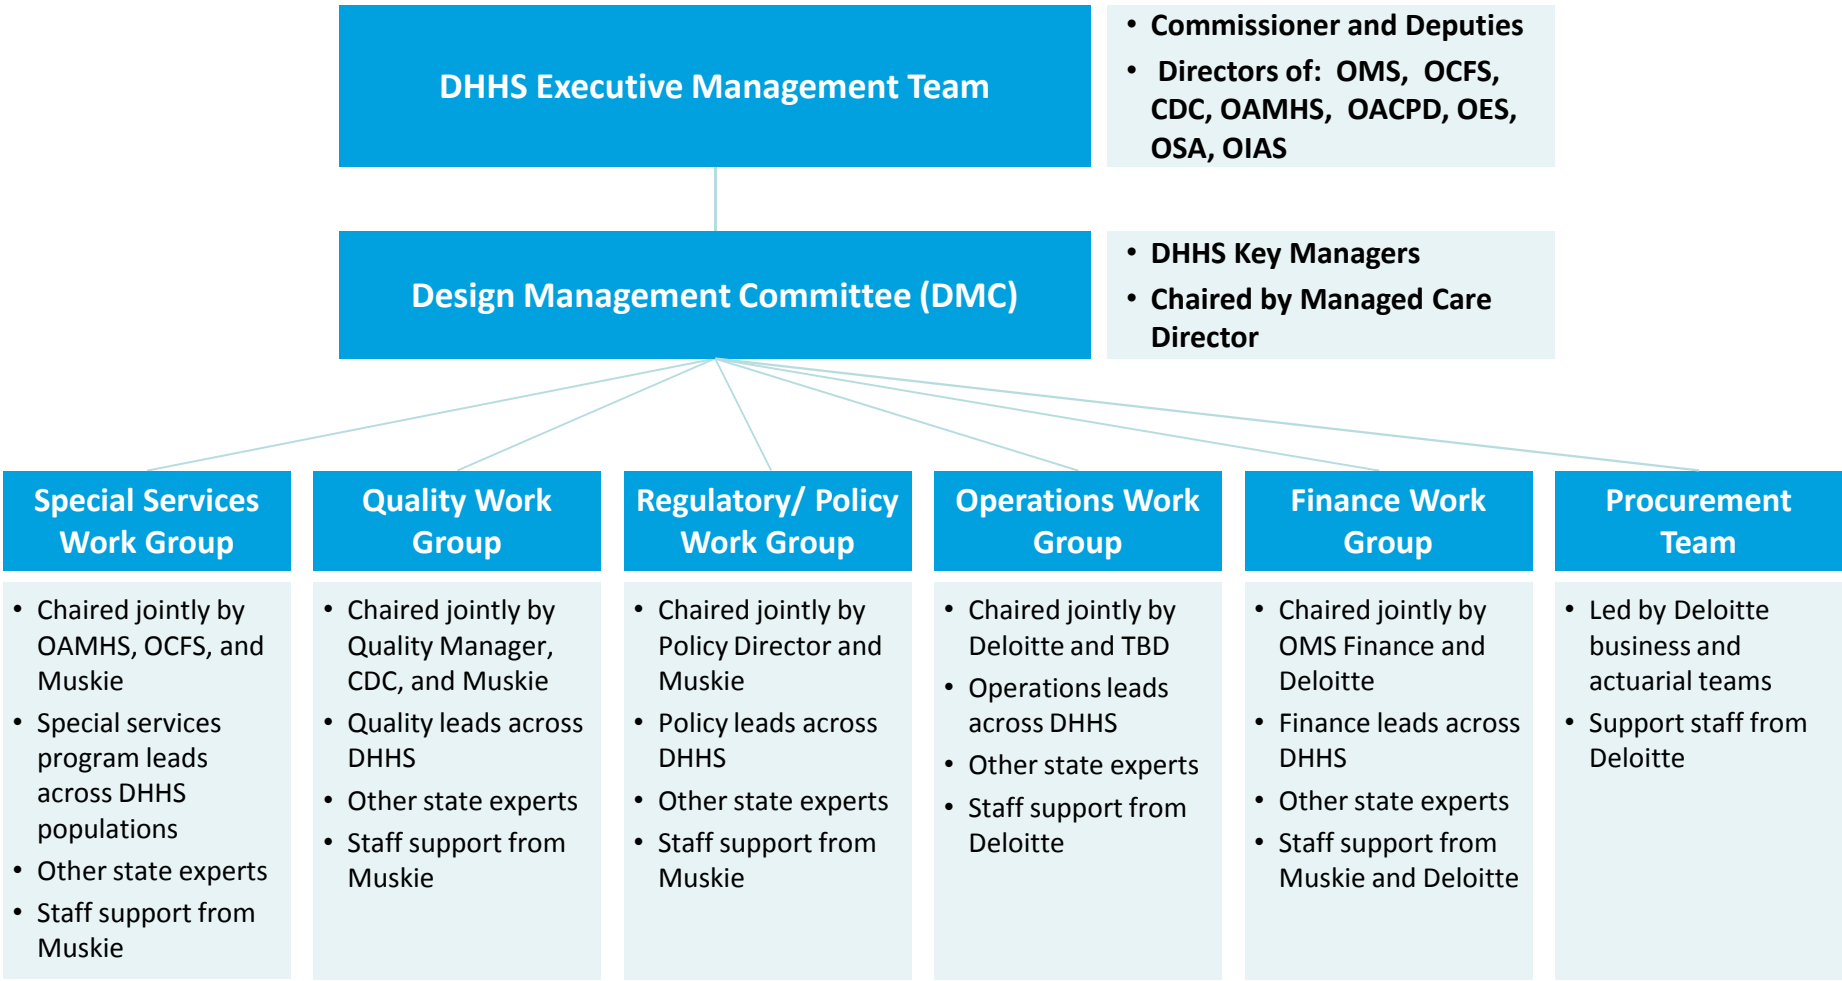 DHHS Executive Management Team
• Commissioner and Deputies
• Directors of: OMS, OCFS,
CDC, OAMHS, OACPD, OES,
OSA, OIAS
Design Management Committee (DMC)
• DHHS Key Managers
• Chaired by Managed Care
Director
Special Services
Work Group
• Chaired jointly by
OAMHS, OCFS, and
Muskie
• Special services
program leads
across DHHS
populations
• Other state experts
• Staff support from
Muskie
Quality Work
Group
• Chaired jointly by
Quality Manager,
CDC, and Muskie
• Quality leads across
DHHS
• Other state experts
• Staff support from
Muskie
Regulatory/ Policy
Work Group
• Chaired jointly by
Policy Director and
Muskie
• Policy leads across
DHHS
• Other state experts
• Staff support from
Muskie
Operations Work
Group
• Chaired jointly by
Deloitte and TBD
• Operations leads
across DHHS
• Other state experts
• Staff support from
Deloitte
Finance Work
Group
• Chaired jointly by
OMS Finance and
Deloitte
• Finance leads across
DHHS
• Other state experts
• Staff support from
Muskie and Deloitte
Procurement
Team
• Led by Deloitte
business and
actuarial teams
• Support staff from
Deloitte